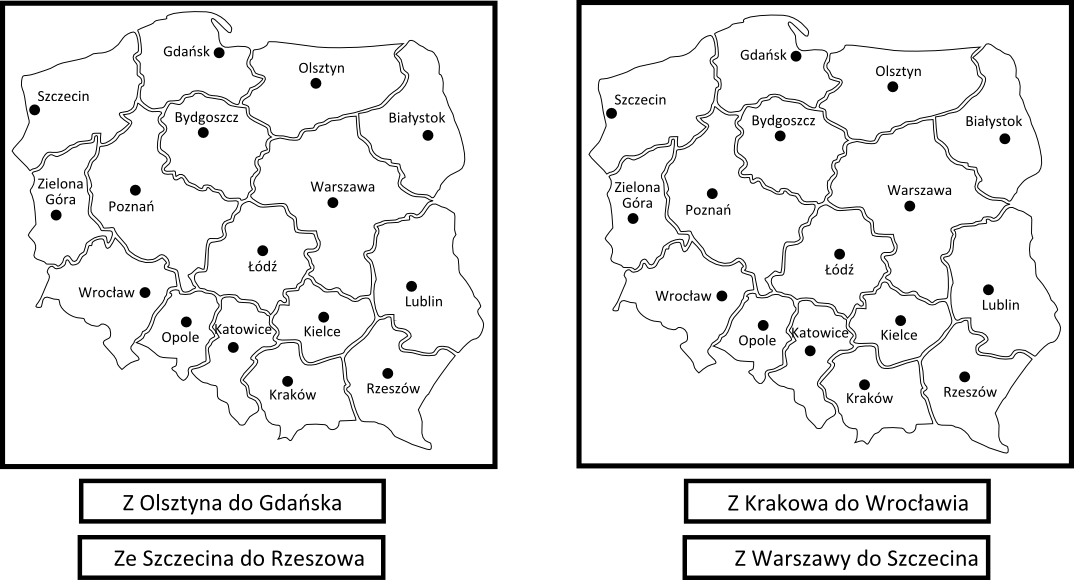 Gdańsk
Olsztyn
Szczecin
Bydgoszcz
Białystok
Zielona
Góra
Poznań
Warszawa
Łódź
Wrocław
Lublin
Opole
Katowice
Kielce
Kraków
Rzeszów
Z Olsztyna do Gdańska
Ze Szczecina do Rzeszowa
Gdańsk
Olsztyn
Szczecin
Bydgoszcz
Białystok
Zielona
Góra
Poznań
Warszawa
Łódź
Wrocław
Lublin
Opole
Katowice
Kielce
Kraków
Rzeszów
Z Krakowa do Wrocławia
Z Warszawy do Szczecina